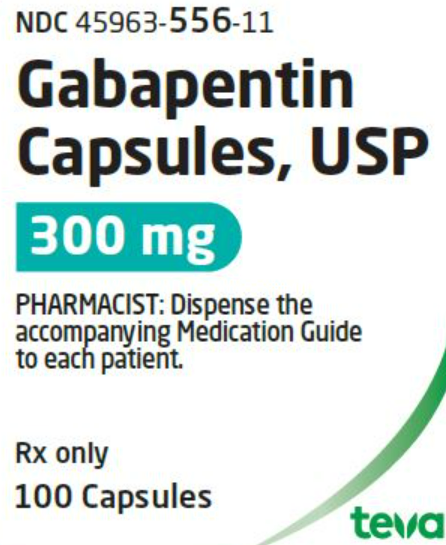 NDC 45963-556-11
Gabapentin
Capsules, USP
300 mg
PHARMACIST: Dispense the
accompanying Medication Guide
to each patient.
Rx only
100 Capsules
teva